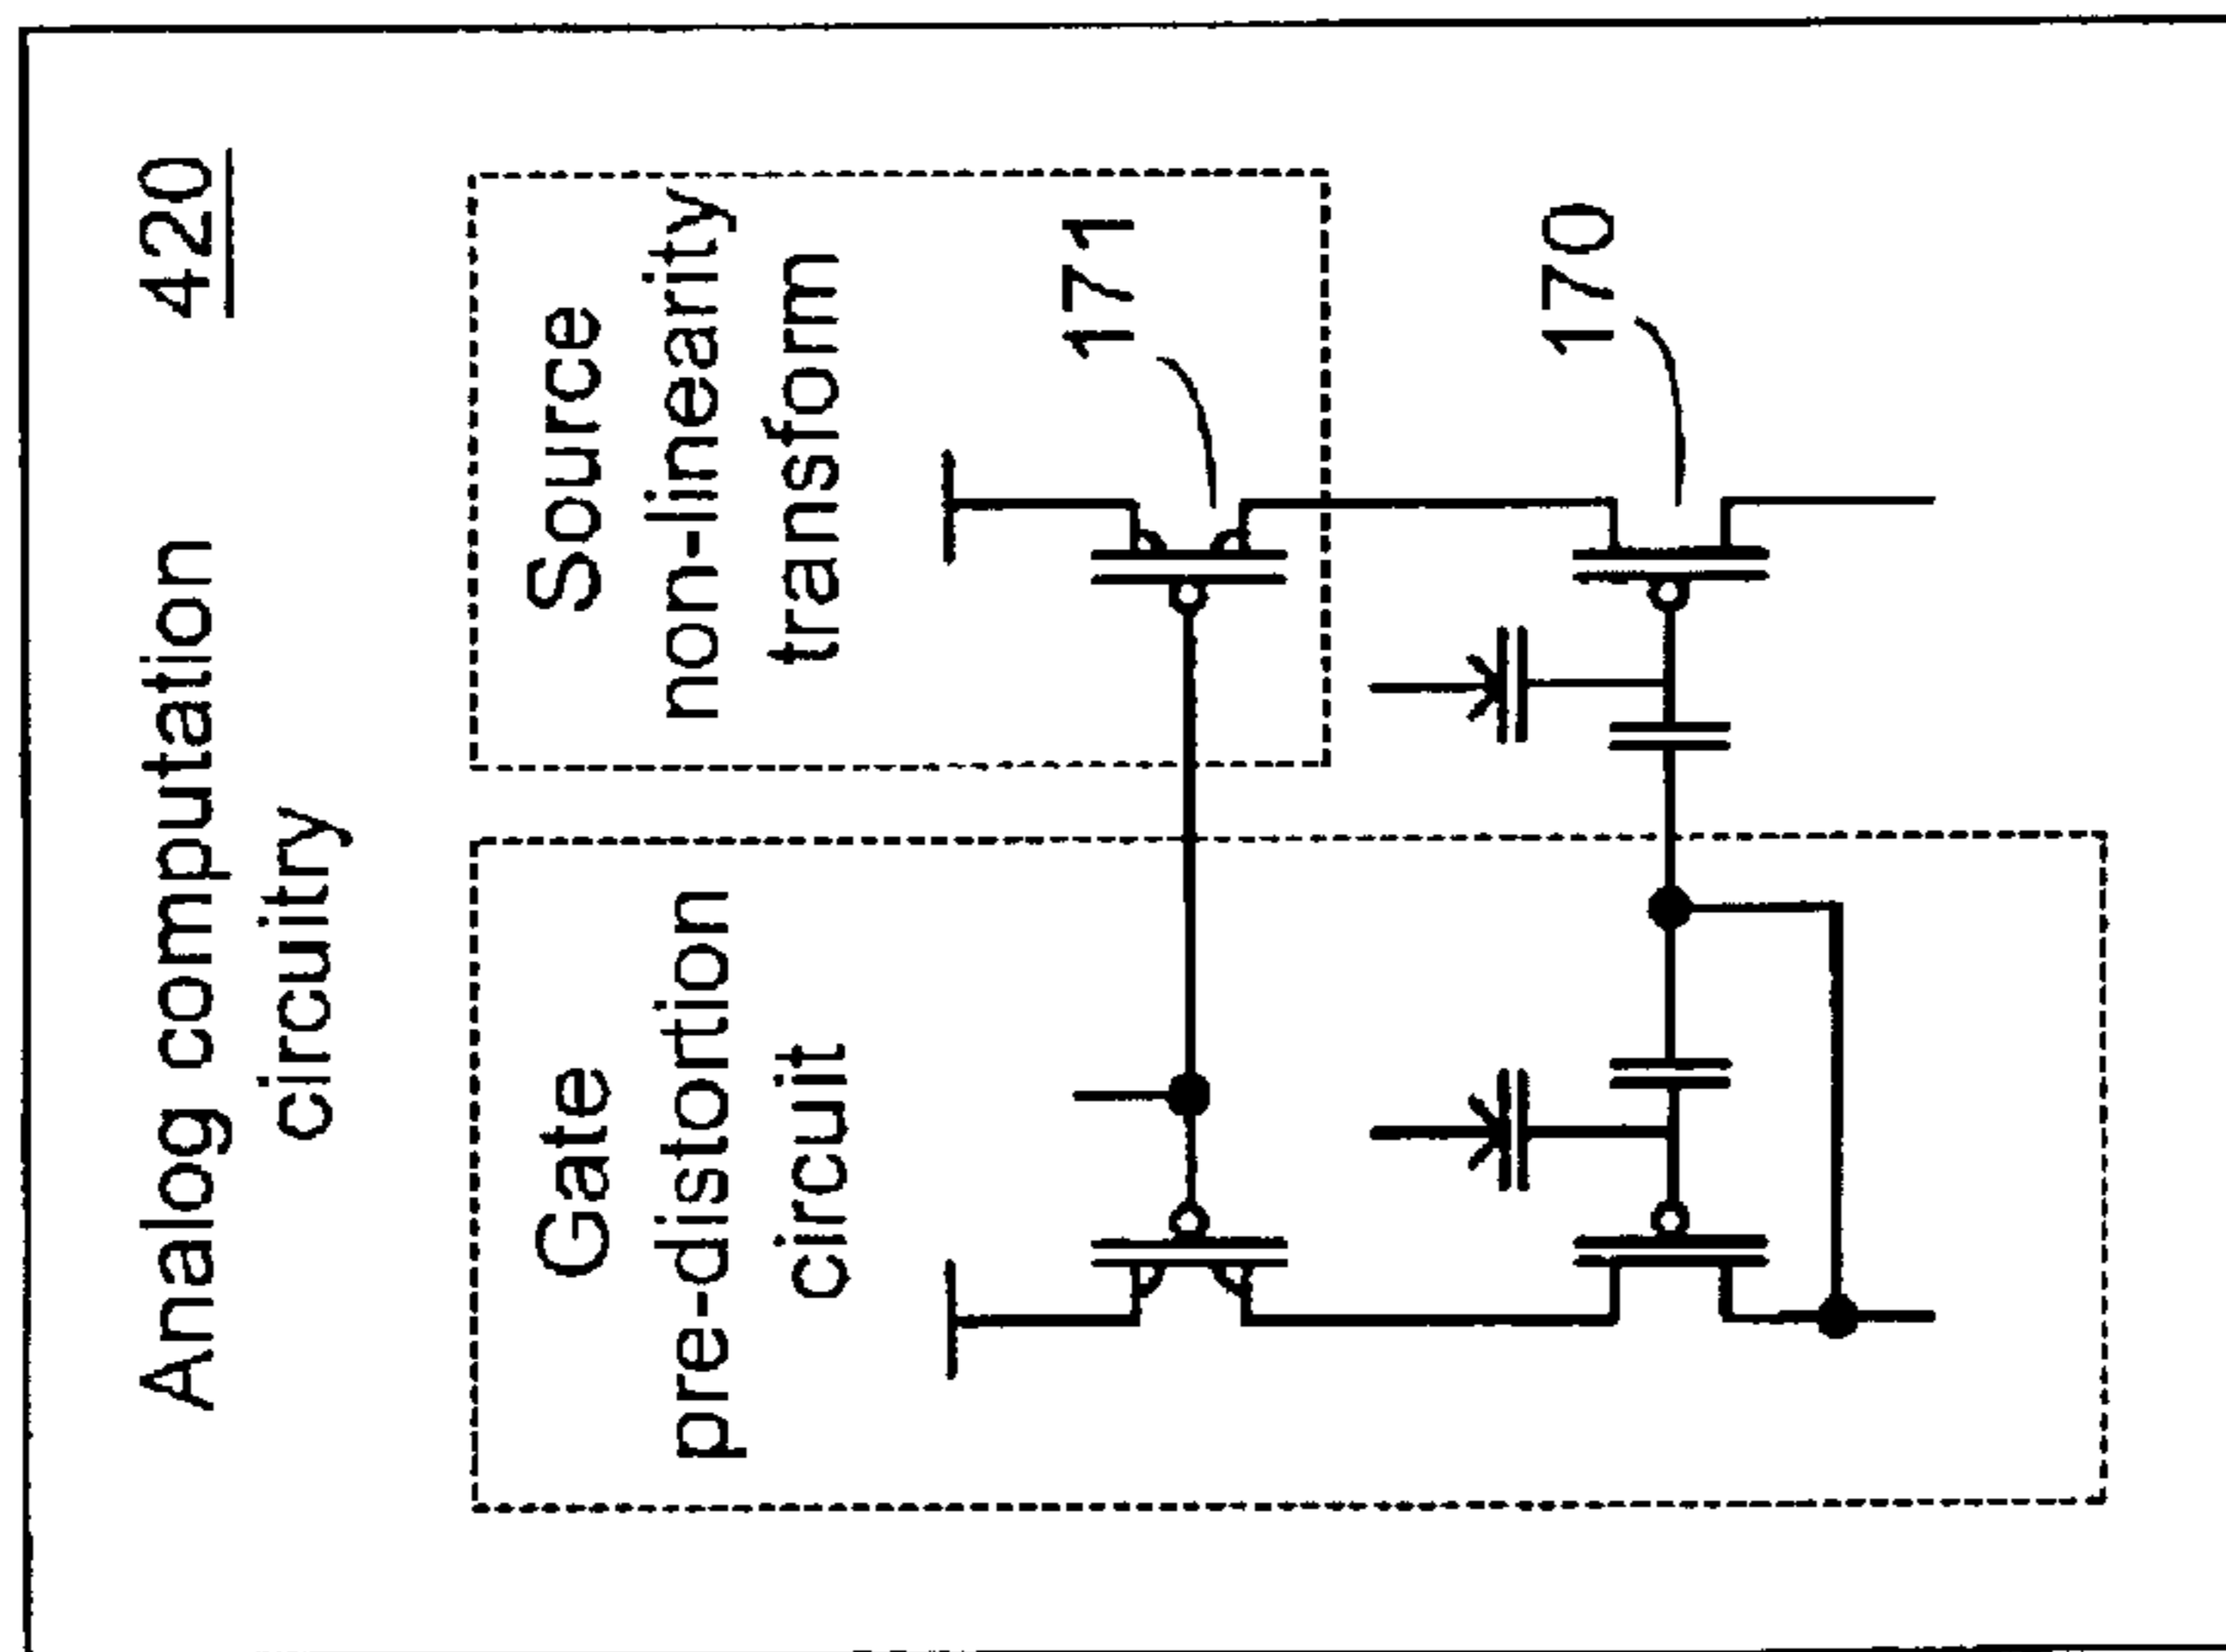 Analog computation 420
circuitry
Gate
pre-distortion
circuit
Source
non-linearity
transform
171
170